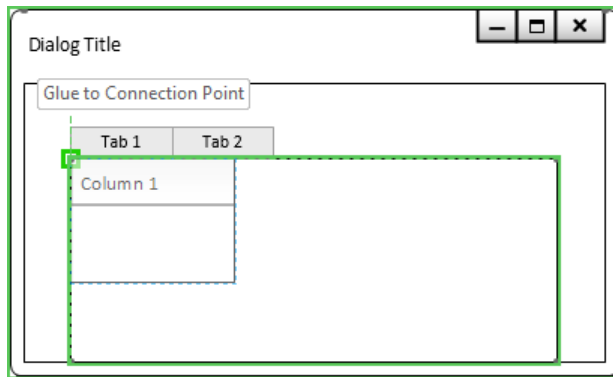 Dialog Title
Glue to Connection Point
Tab 1 Tab 2
Column 1